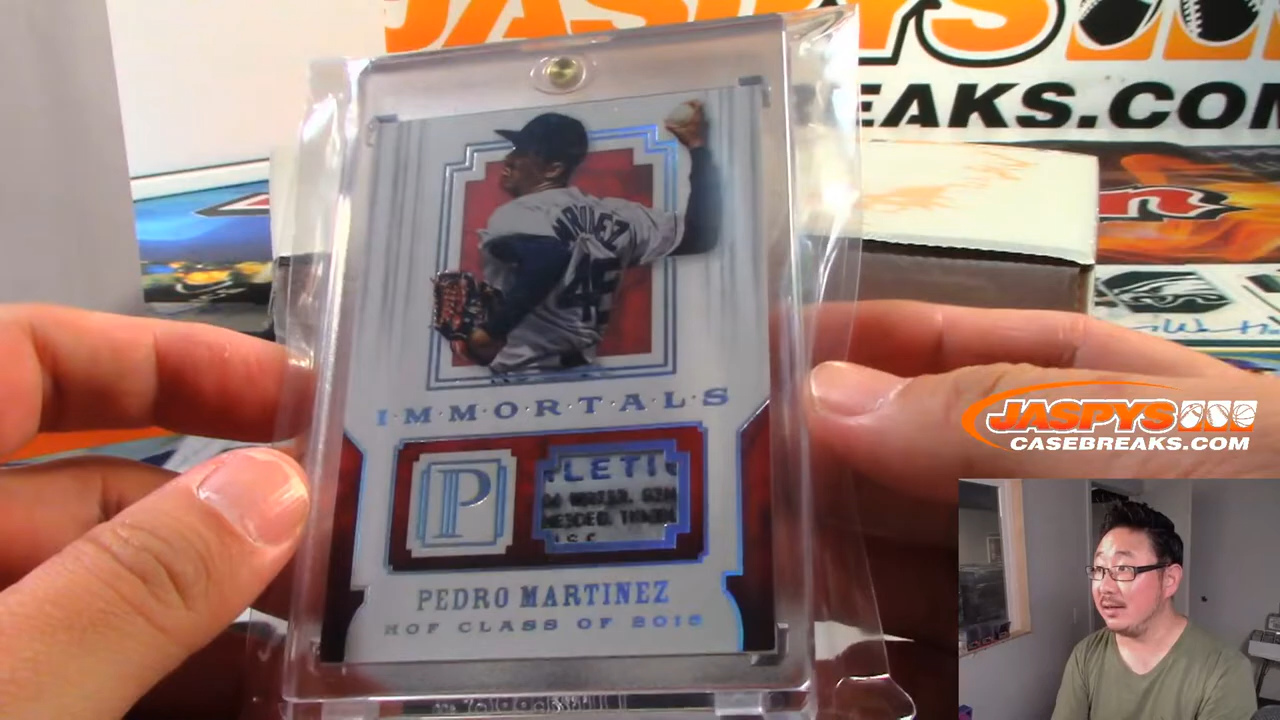 JASPYS
EAKS.COM
MARTINEZ
45
IMMORTALS
P
LETI
PEDRO MARTINEZ
HOF CLASS OF 2015
JASPYS
CASEBREAKS.COM